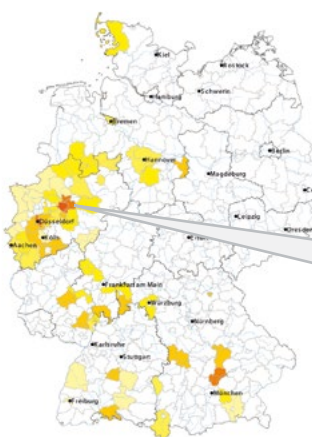 Kiel
Rostock
Hamburg
Schwerin
Bremen
Berlin
Hannover
Magdeburg
Düsseldorf
Leipzig
Köln
Dresden
Aachen
Frankfurt am Main
Würzburg
Nürnberg
Karlsruhe
Stuttgart
München
Freiburg